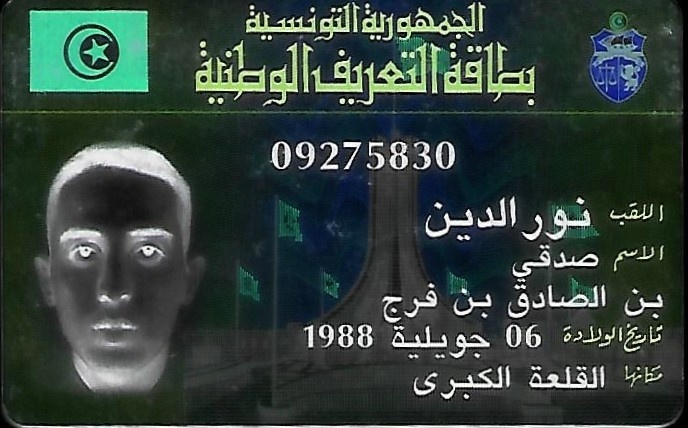 الجمهورية التونسية
بطاقة التعريف الوطنية
09275830
اللقب نور الدين
الاسم صدقي
بن الصادق بن فرج
تاريخ الولادة 06 جويلية 1988
مكانها القلعة الكبرى